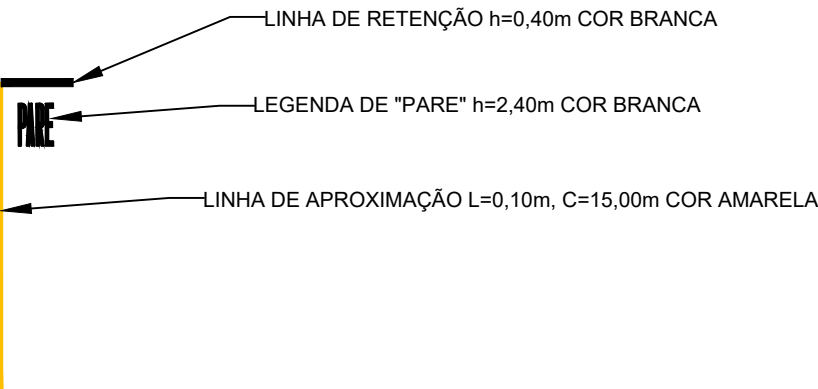 LINHA DE RETENÇÃO h=0,40m COR BRANCA
PARE
LEGENDA DE "PARE" h=2,40m COR BRANCA
LINHA DE APROXIMAÇÃO L=0,10m, C=15,00m COR AMARELA